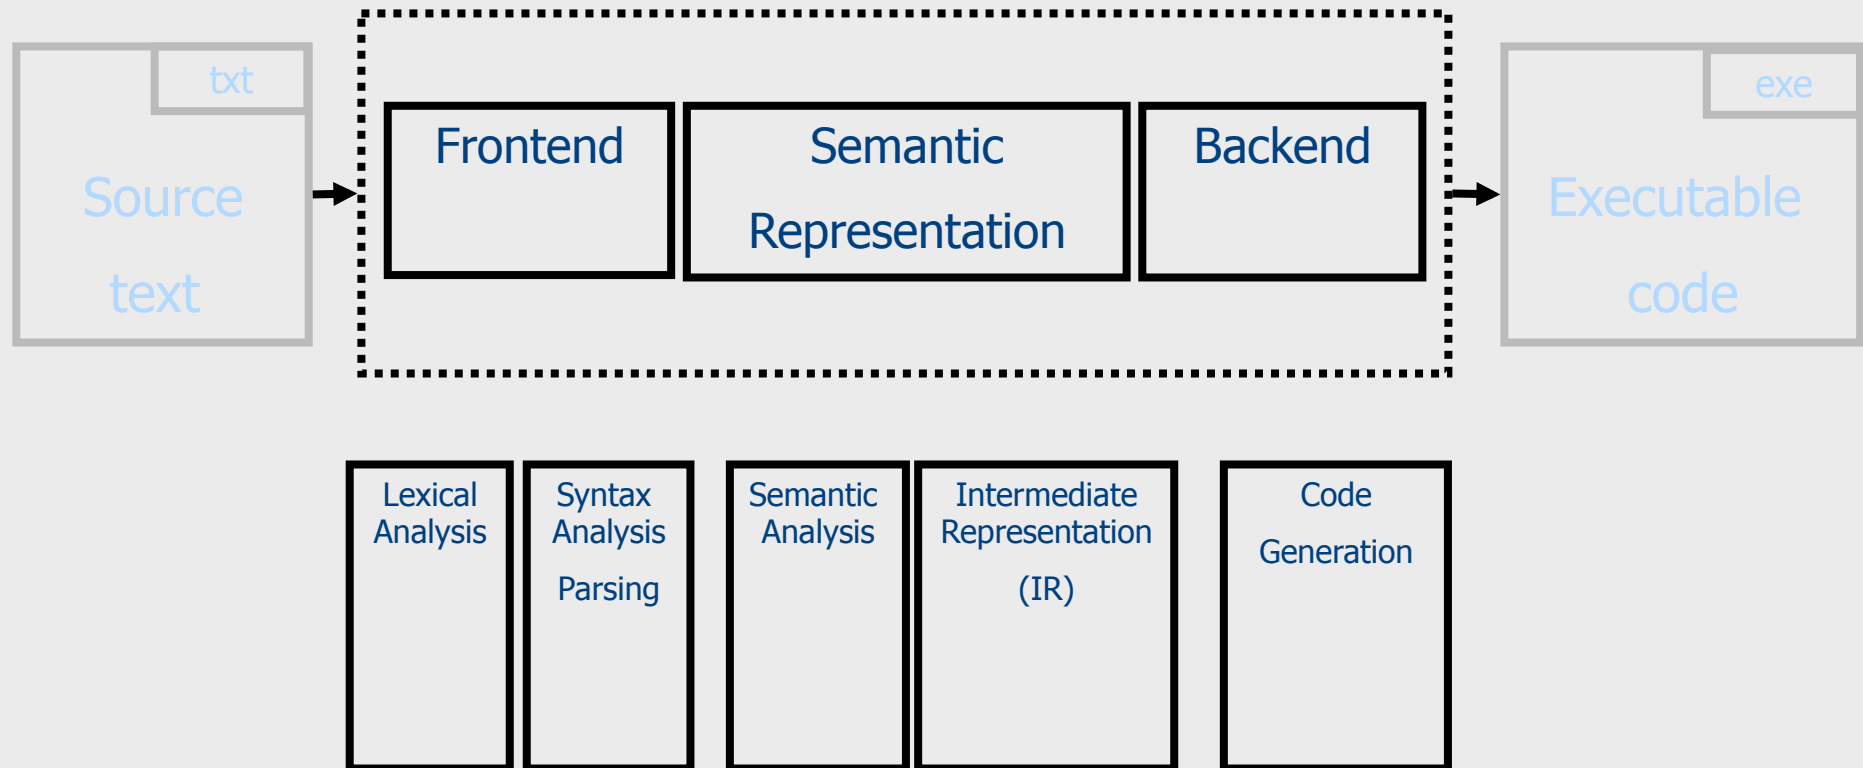 txt
Source
text
Frontend
Semantic
Representation
Backend
exe
Executable
code
Lexical
Analysis
Syntax
Analysis
Parsing
Semantic
Analysis
Intermediate
Representation
(IR)
Code
Generation